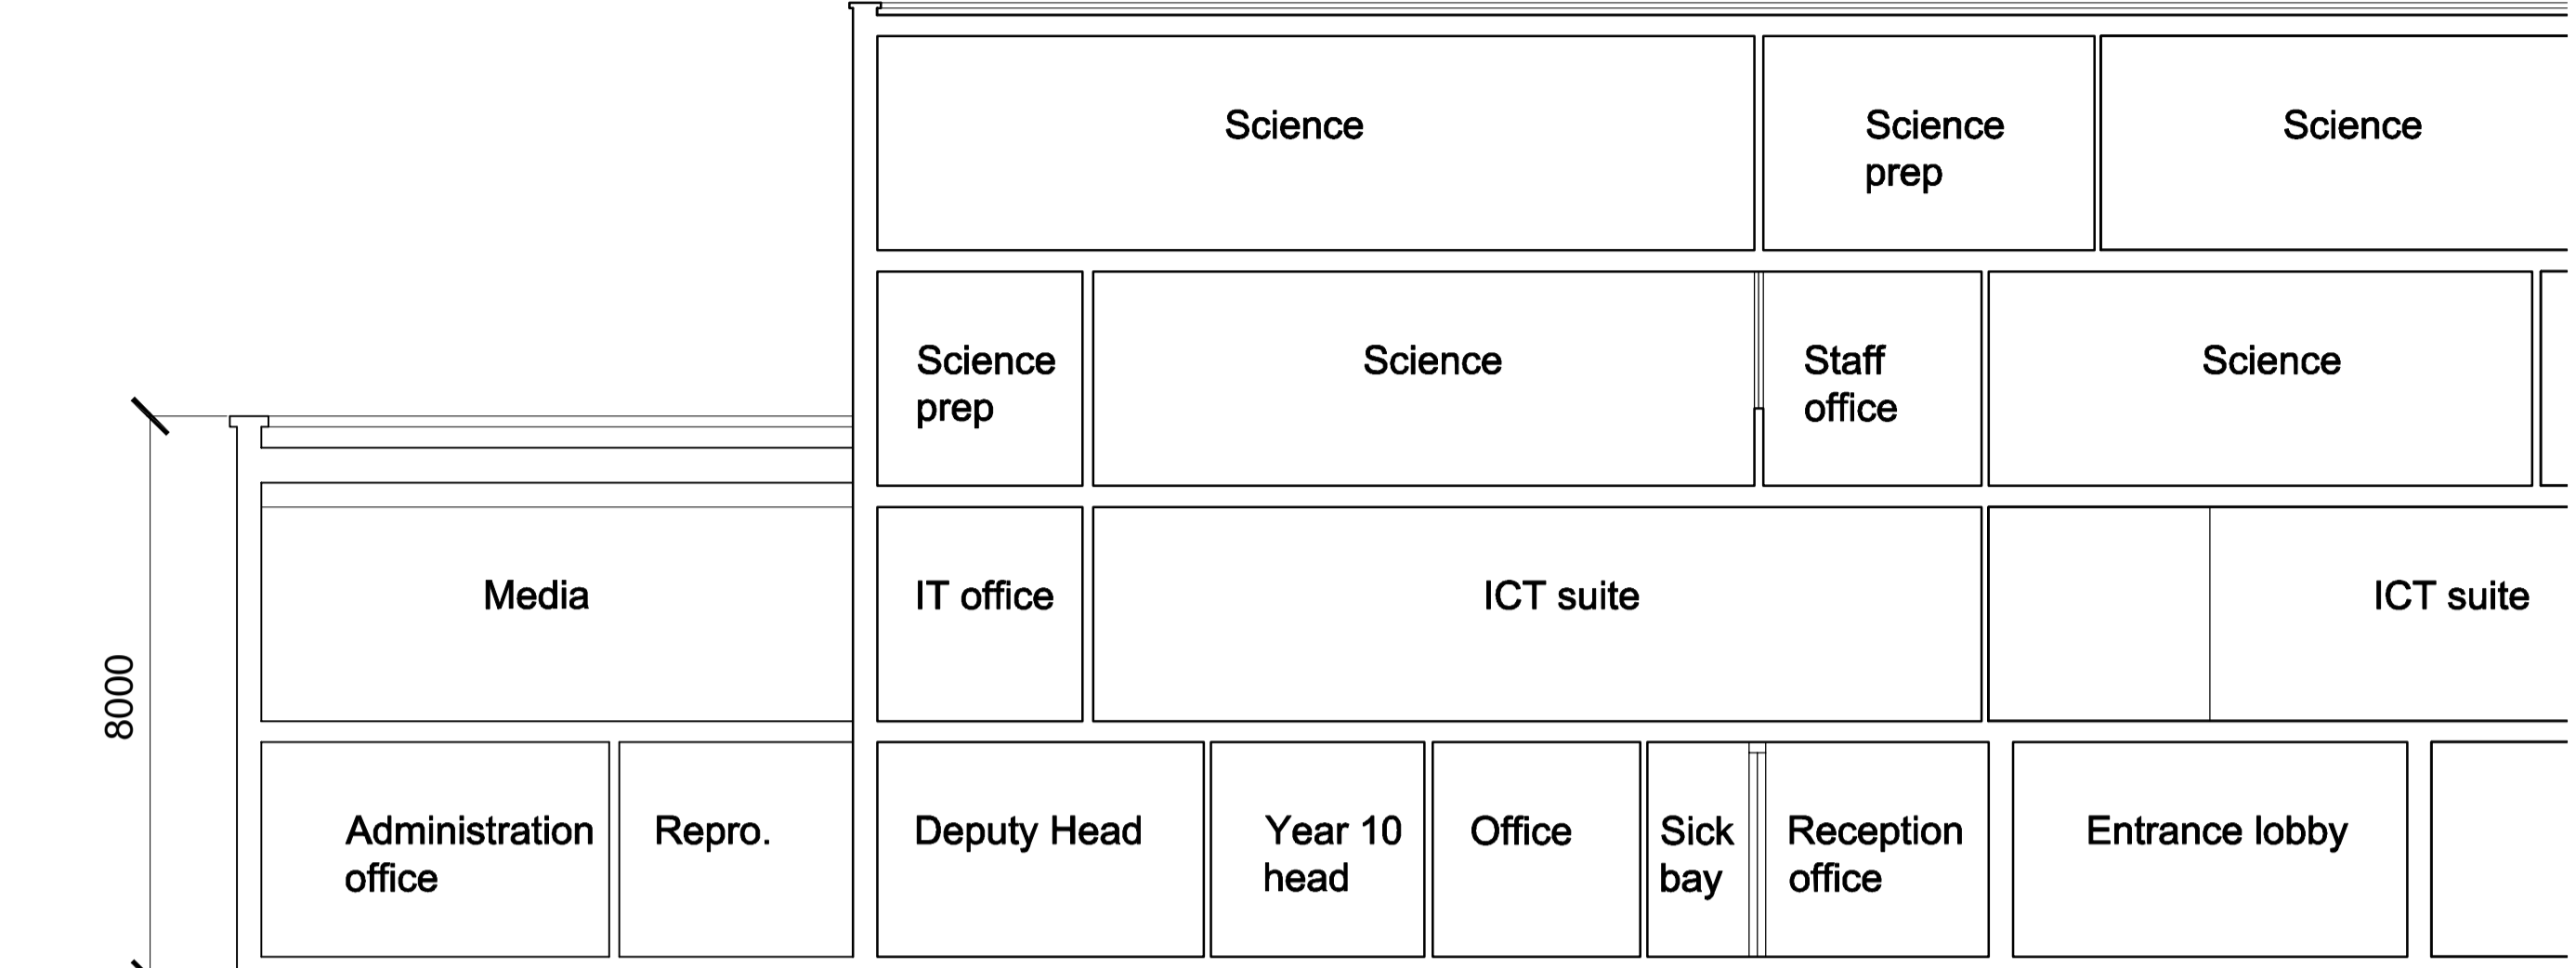 Science
Science
prep
Science
Science
prep
Science
Staff
office
Science
Media
IT office
ICT suite
ICT suite
8000
Administration
office
Repro.
Deputy Head
Year 10
head
Office
Sick
bay
Reception
office
Entrance lobby